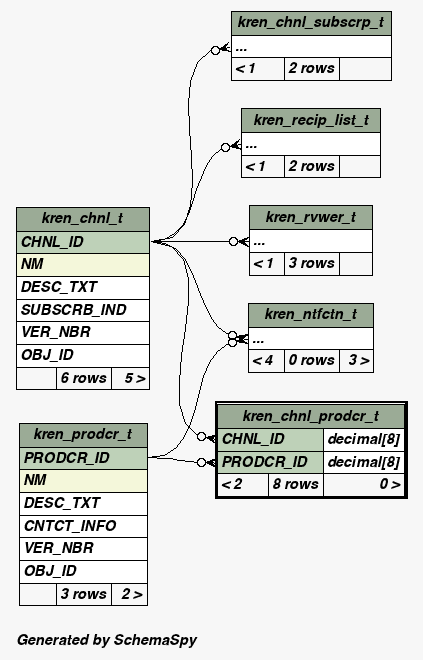 kren_chnl_subscrp_t
...
< 1 2 rows
kren_recip_list_t
...
< 1 2 rows
kren_chnl_t
CHNL_ID
NM
DESC_TXT
SUBSCRB_IND
VER_NBR
OBJ_ID
6 rows 5 >
kren_rvwer_t
...
< 1 3 rows
kren_ntfctn_t
...
< 4 0 rows 3 >
kren_chnl_prodcr_t
CHNL_ID decimal[8]
PRODCR_ID decimal[8]
< 2 8 rows 0 >
kren_prodcr_t
PRODCR_ID
NM
DESC_TXT
CNTCT_INFO
VER_NBR
OBJ_ID
3 rows 2 >
Generated by SchemaSpy